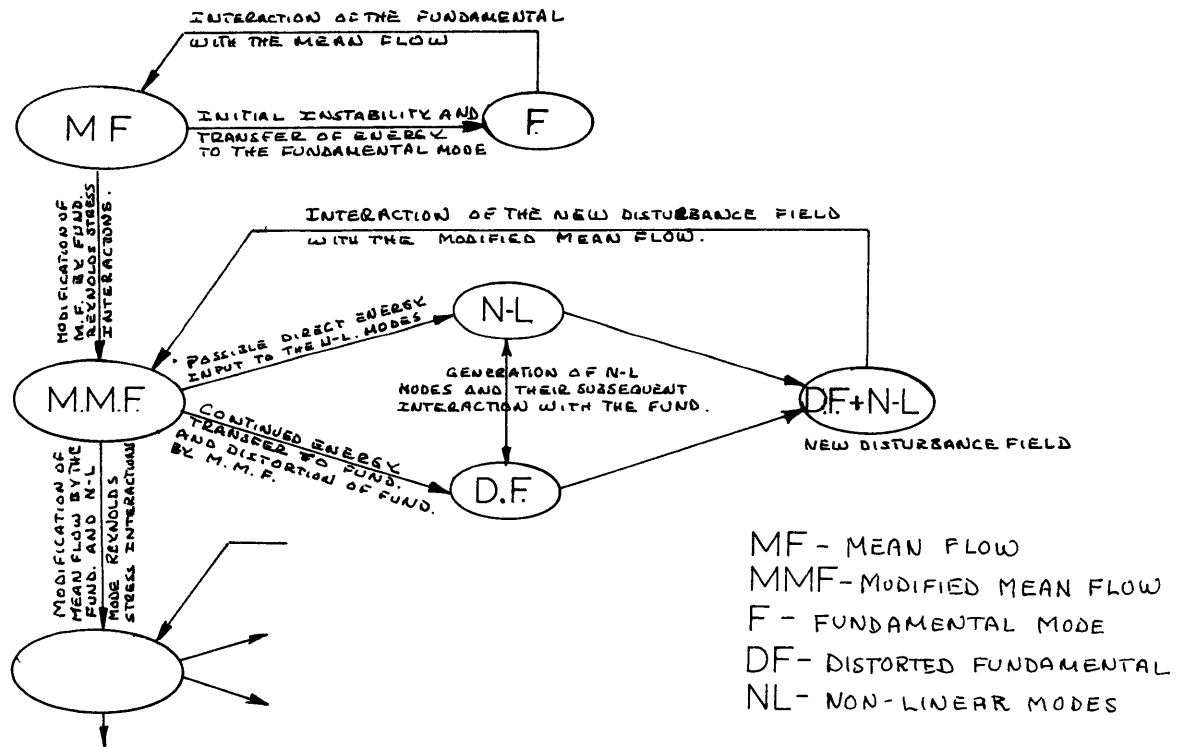 INTERACTION OF THE FUNDAMENTAL
WITH THE MEAN FLOW
MF
INITIAL INSTABILITY AND
TRANSFER OF ENERGY
TO THE FUNDAMENTAL MODE
F.
MODIFICATION OF
M.F. BY FUND.
REYNOLDS STRESS
INTERACTIONS.
INTERACTION OF THE NEW DISTURBANCE FIELD
WITH THE MODIFIED MEAN FLOW.
M.M.F.
POSSIBLE DIRECT ENERGY
INPUT TO THE N-L. MODES
N-L
GENERATION OF N-L
MODES AND THEIR SUBSEQUENT
INTERACTION WITH THE FUND.
CONTINUED ENERGY
TRANSFER TO FUND.
AND DISTORTION OF FUND.
BY M.M.F.
D.F.
D.F.+N-L
NEW DISTURBANCE FIELD
MODIFICATION OF
MEAN FLOW BY THE
FUND. AND N-L
MODE REYNOLDS
STRESS INTERACTIONS
MF - MEAN FLOW
MMF - MODIFIED MEAN FLOW
F - FUNDAMENTAL MODE
DF - DISTORTED FUNDAMENTAL
NL - NON-LINEAR MODES